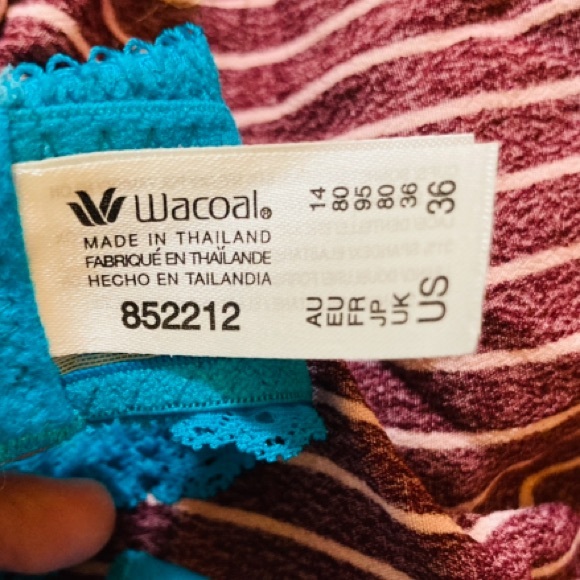 Wacoal®
MADE IN THAILAND
FABRIQUÉ EN THAÏLANDE
HECHO EN TAILANDIA
852212
AU 14
EU 80
FR 95
JP 80
UK 36
US 36